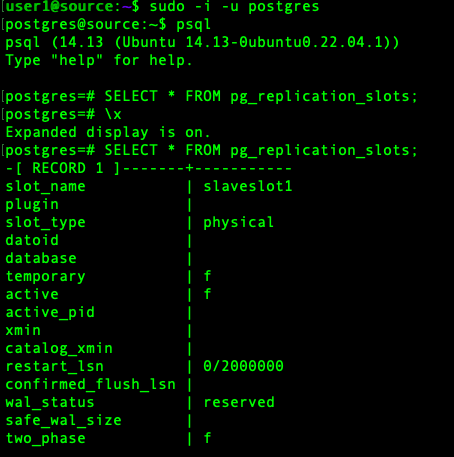 [user1@source:~$ sudo -i -u postgres
postgres@source:~$ psql
psql (14.13 (Ubuntu 14.13-0ubuntu0.22.04.1))
Type "help" for help.

[postgres=# SELECT * FROM pg_replication_slots;
[postgres=# \x
Expanded display is on.
[postgres=# SELECT * FROM pg_replication_slots;
-[ RECORD 1 ]-------+-----------
slot_name           | slaveslot1
plugin              |
slot_type           | physical
datoid              |
database            |
temporary           | f
active              | f
active_pid          |
xmin                |
catalog_xmin        |
restart_lsn         | 0/2000000
confirmed_flush_lsn |
wal_status          | reserved
safe_wal_size       |
two_phase           | f